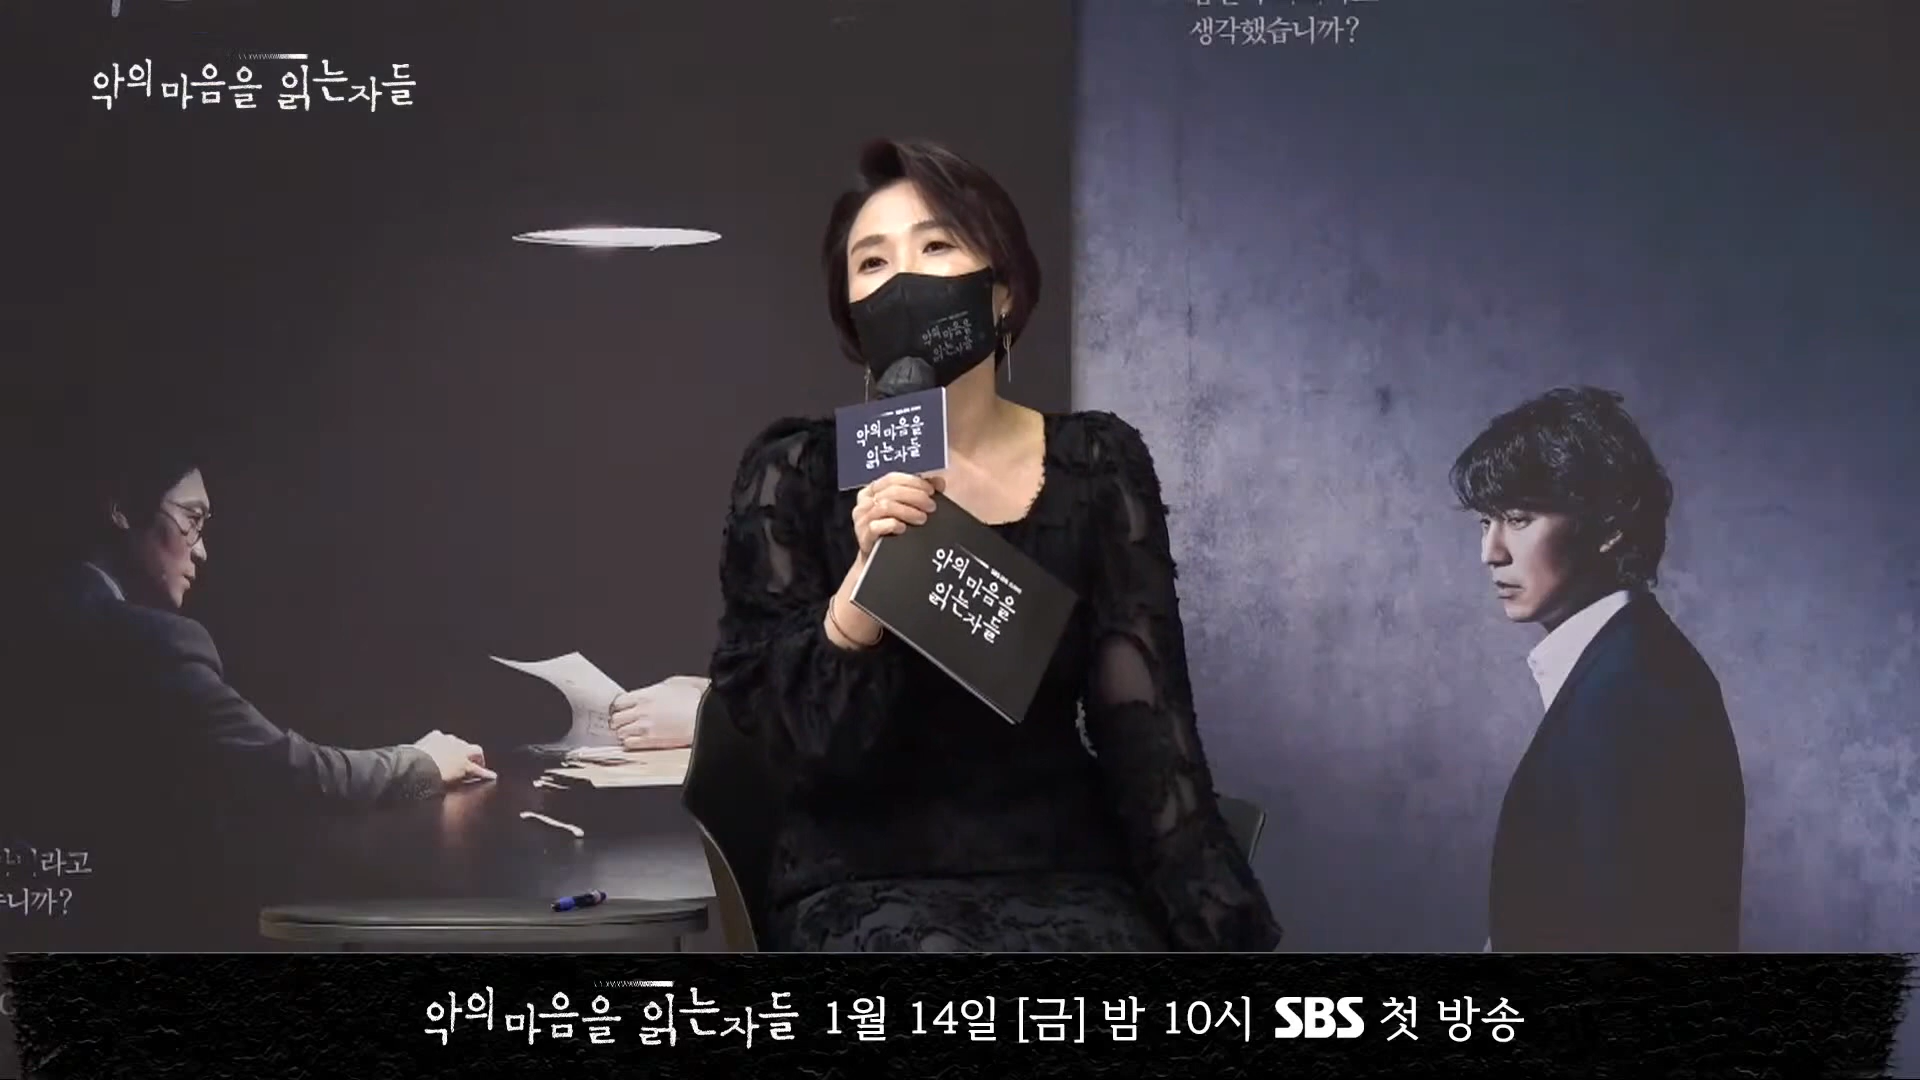 생각했습니까?
악의 마음을 읽는 자들
악의 마음을
읽는 자들
악의 마음을
읽는 자들
악의 마음을
읽는 자들
라고
니까?
악의 마음을 읽는 자들 1월 14일 [금] 밤 10시 SBS 첫 방송